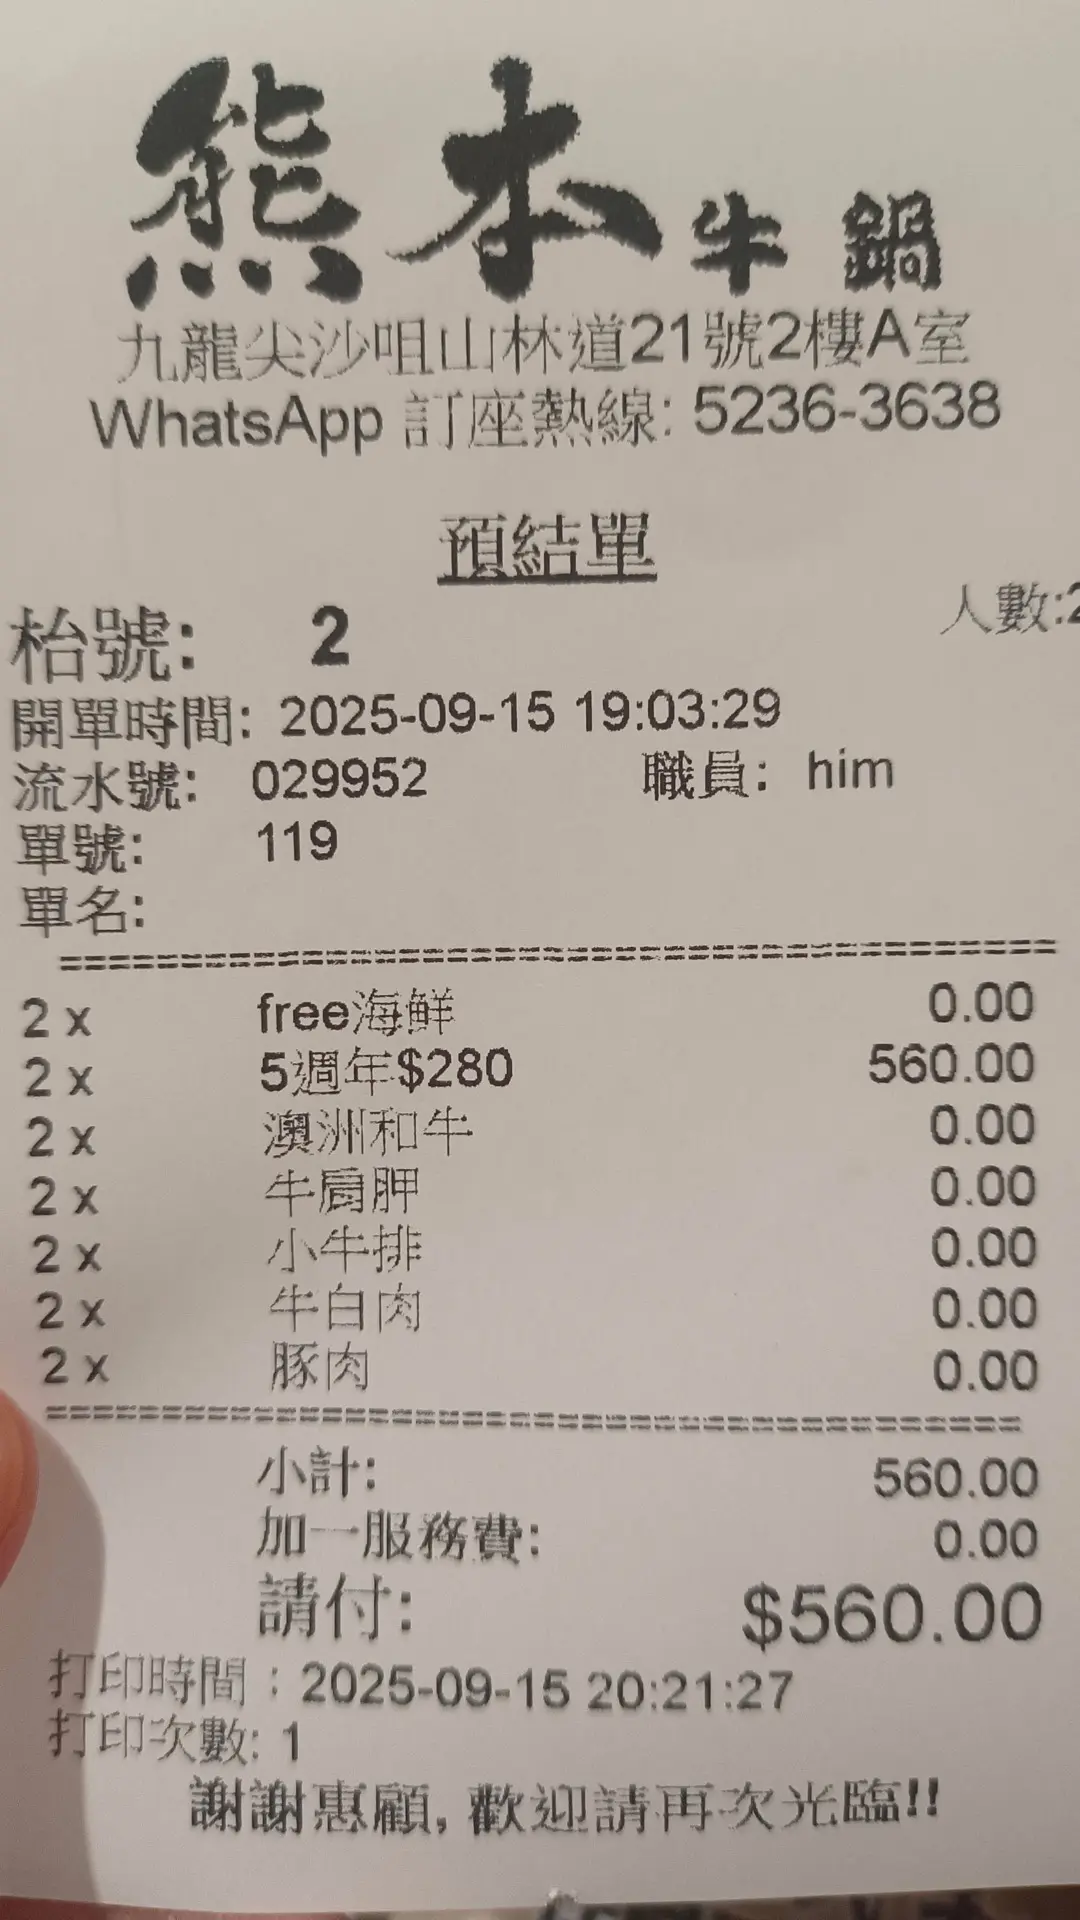 熊木牛鍋
九龍尖沙咀山林道21號2樓A室
WhatsApp 訂座熱線: 5236-3638
預結單
人數:2
枱號: 2
開單時間: 2025-09-15 19:03:29
流水號: 029952 職員: him
單號: 119
單名:
2 x free海鮮 0.00
2 x 5週年$280 560.00
2 x 澳洲和牛 0.00
2 x 牛肩胛 0.00
2 x 小牛排 0.00
2 x 牛白肉 0.00
2 x 豚肉 0.00
小計: 560.00
加一服務費: 0.00
請付: $560.00
打印時間 : 2025-09-15 20:21:27
打印次數: 1
謝謝惠顧, 歡迎請再次光臨!!